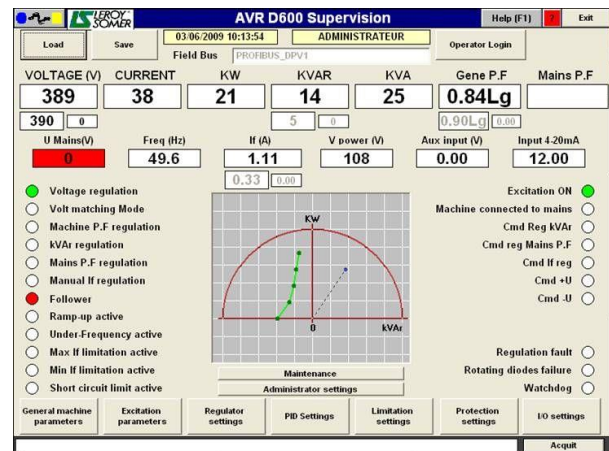 LEROY SOMER
AVR D600 Supervision
Help (F1)
?
Exit
Load
Save
03/06/2009 10:13:54
ADMINISTRATEUR
Operator Login
Field Bus
PROFIBUS_DPV1
VOLTAGE (V) CURRENT KW KVAR KVA Gene P.F Mains P.F
389 38 21 14 25 0.84Lg
390 0 5 0 0.90Lg 0.00
U Mains(V) Freq (Hz) If (A) V power (V) Aux input (V) Input 4-20mA
0 49.6 1.11 108 0.00 12.00
0.33 0.00
Voltage regulation
Volt matching Mode
Machine P.F regulation
kVAr regulation
Mains P.F regulation
Manual If regulation
Follower
Ramp-up active
Under-Frequency active
Max If limitation active
Min If limitation active
Short circuit limit active
KW
0
kVAr
Maintenance
Administrator settings
Excitation ON
Machine connected to mains
Cmd Reg kVAr
Cmd reg Mains P.F
Cmd If reg
Cmd +U
Cmd -U
Regulation fault
Rotating diodes failure
Watchdog
General machine parameters
Excitation parameters
Regulator settings
PID Settings
Limitation settings
Protection settings
I/O settings
Acquit